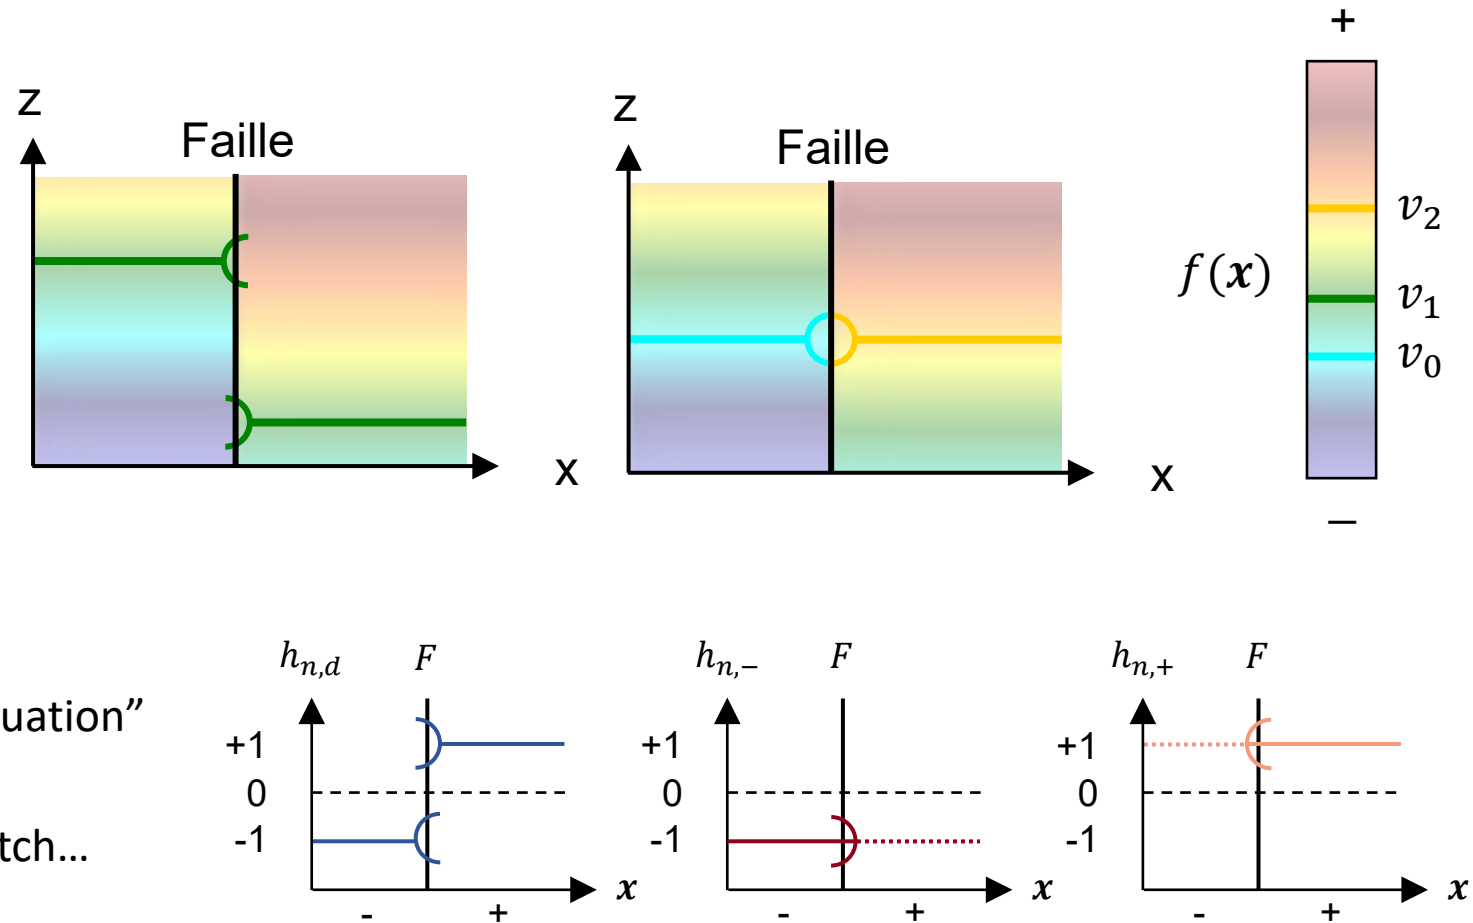 +
z
Faille
x
z
Faille
x
f(x)
v₂
v₁
v₀
–
uation”
tch…
hₙ,d
F
+1
0
-1
x
-
+
hₙ,₋
F
+1
0
-1
x
-
+
hₙ,₊
F
+1
0
-1
x
-
+